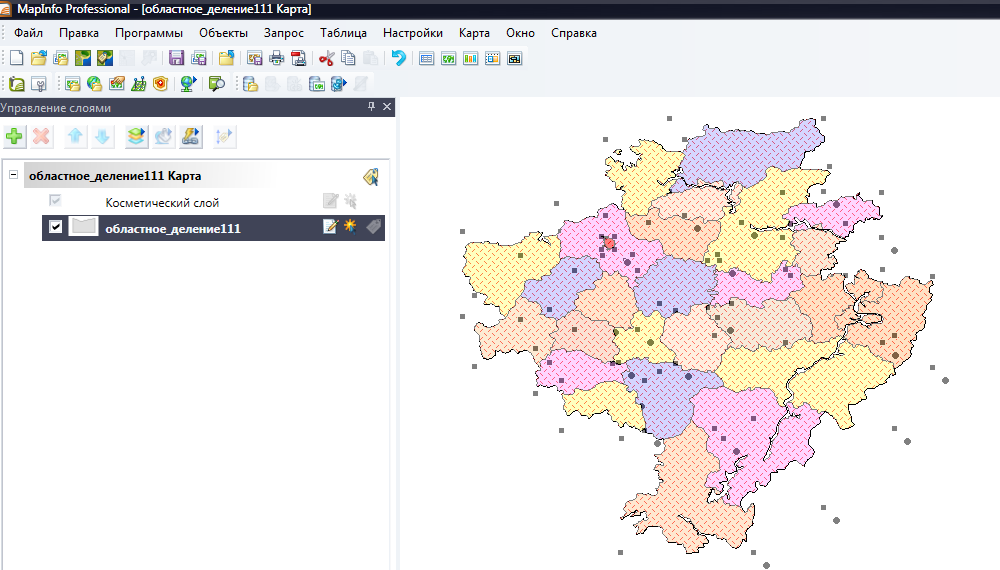 MapInfo Professional - [областное_деление111 Карта]
Файл Правка Программы Объекты Запрос Таблица Настройки Карта Окно Справка
Управление слоями
областное_деление111 Карта
Косметический слой
областное_деление111